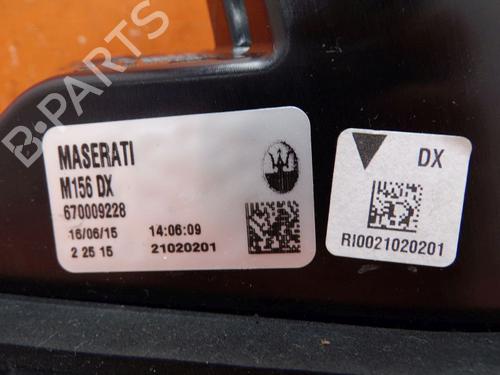 B-PARTS
MASERATI
M156 DX
670009228
16/06/15 14:06:09
2 25 15 21020201
DX
RI0021020201